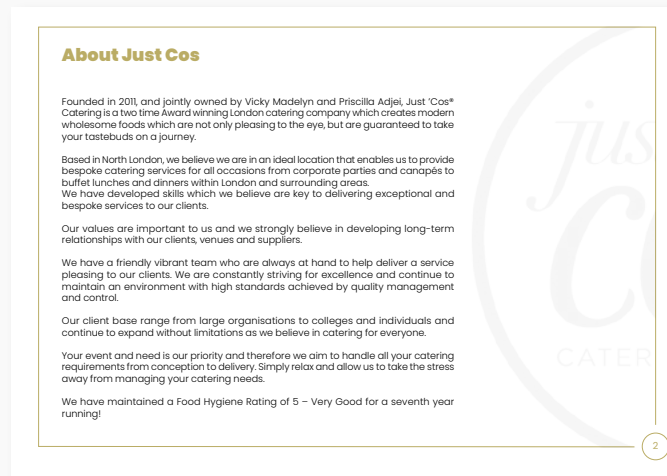 About Just Cos
Founded in 2011, and jointly owned by Vicky Madelyn and Priscilla Adjei, Just ‘Cos®
Catering is a two time Award winning London catering company which creates modern
wholesome foods which are not only pleasing to the eye, but are guaranteed to take
your tastebuds on a journey.
Based in North London, we believe we are in an ideal location that enables us to provide
bespoke catering services for all occasions from corporate parties and canapés to
buffet lunches and dinners within London and surrounding areas.
We have developed skills which we believe are key to delivering exceptional and
bespoke services to our clients.
Our values are important to us and we strongly believe in developing long-term
relationships with our clients, venues and suppliers.
We have a friendly vibrant team who are always at hand to help deliver a service
pleasing to our clients. We are constantly striving for excellence and continue to
maintain an environment with high standards achieved by quality management
and control.
Our client base range from large organisations to colleges and individuals and
continue to expand without limitations as we believe in catering for everyone.
Your event and need is our priority and therefore we aim to handle all your catering
requirements from conception to delivery. Simply relax and allow us to take the stress
away from managing your catering needs.
We have maintained a Food Hygiene Rating of 5 – Very Good for a seventh year
running!
jus
co
CATER
2